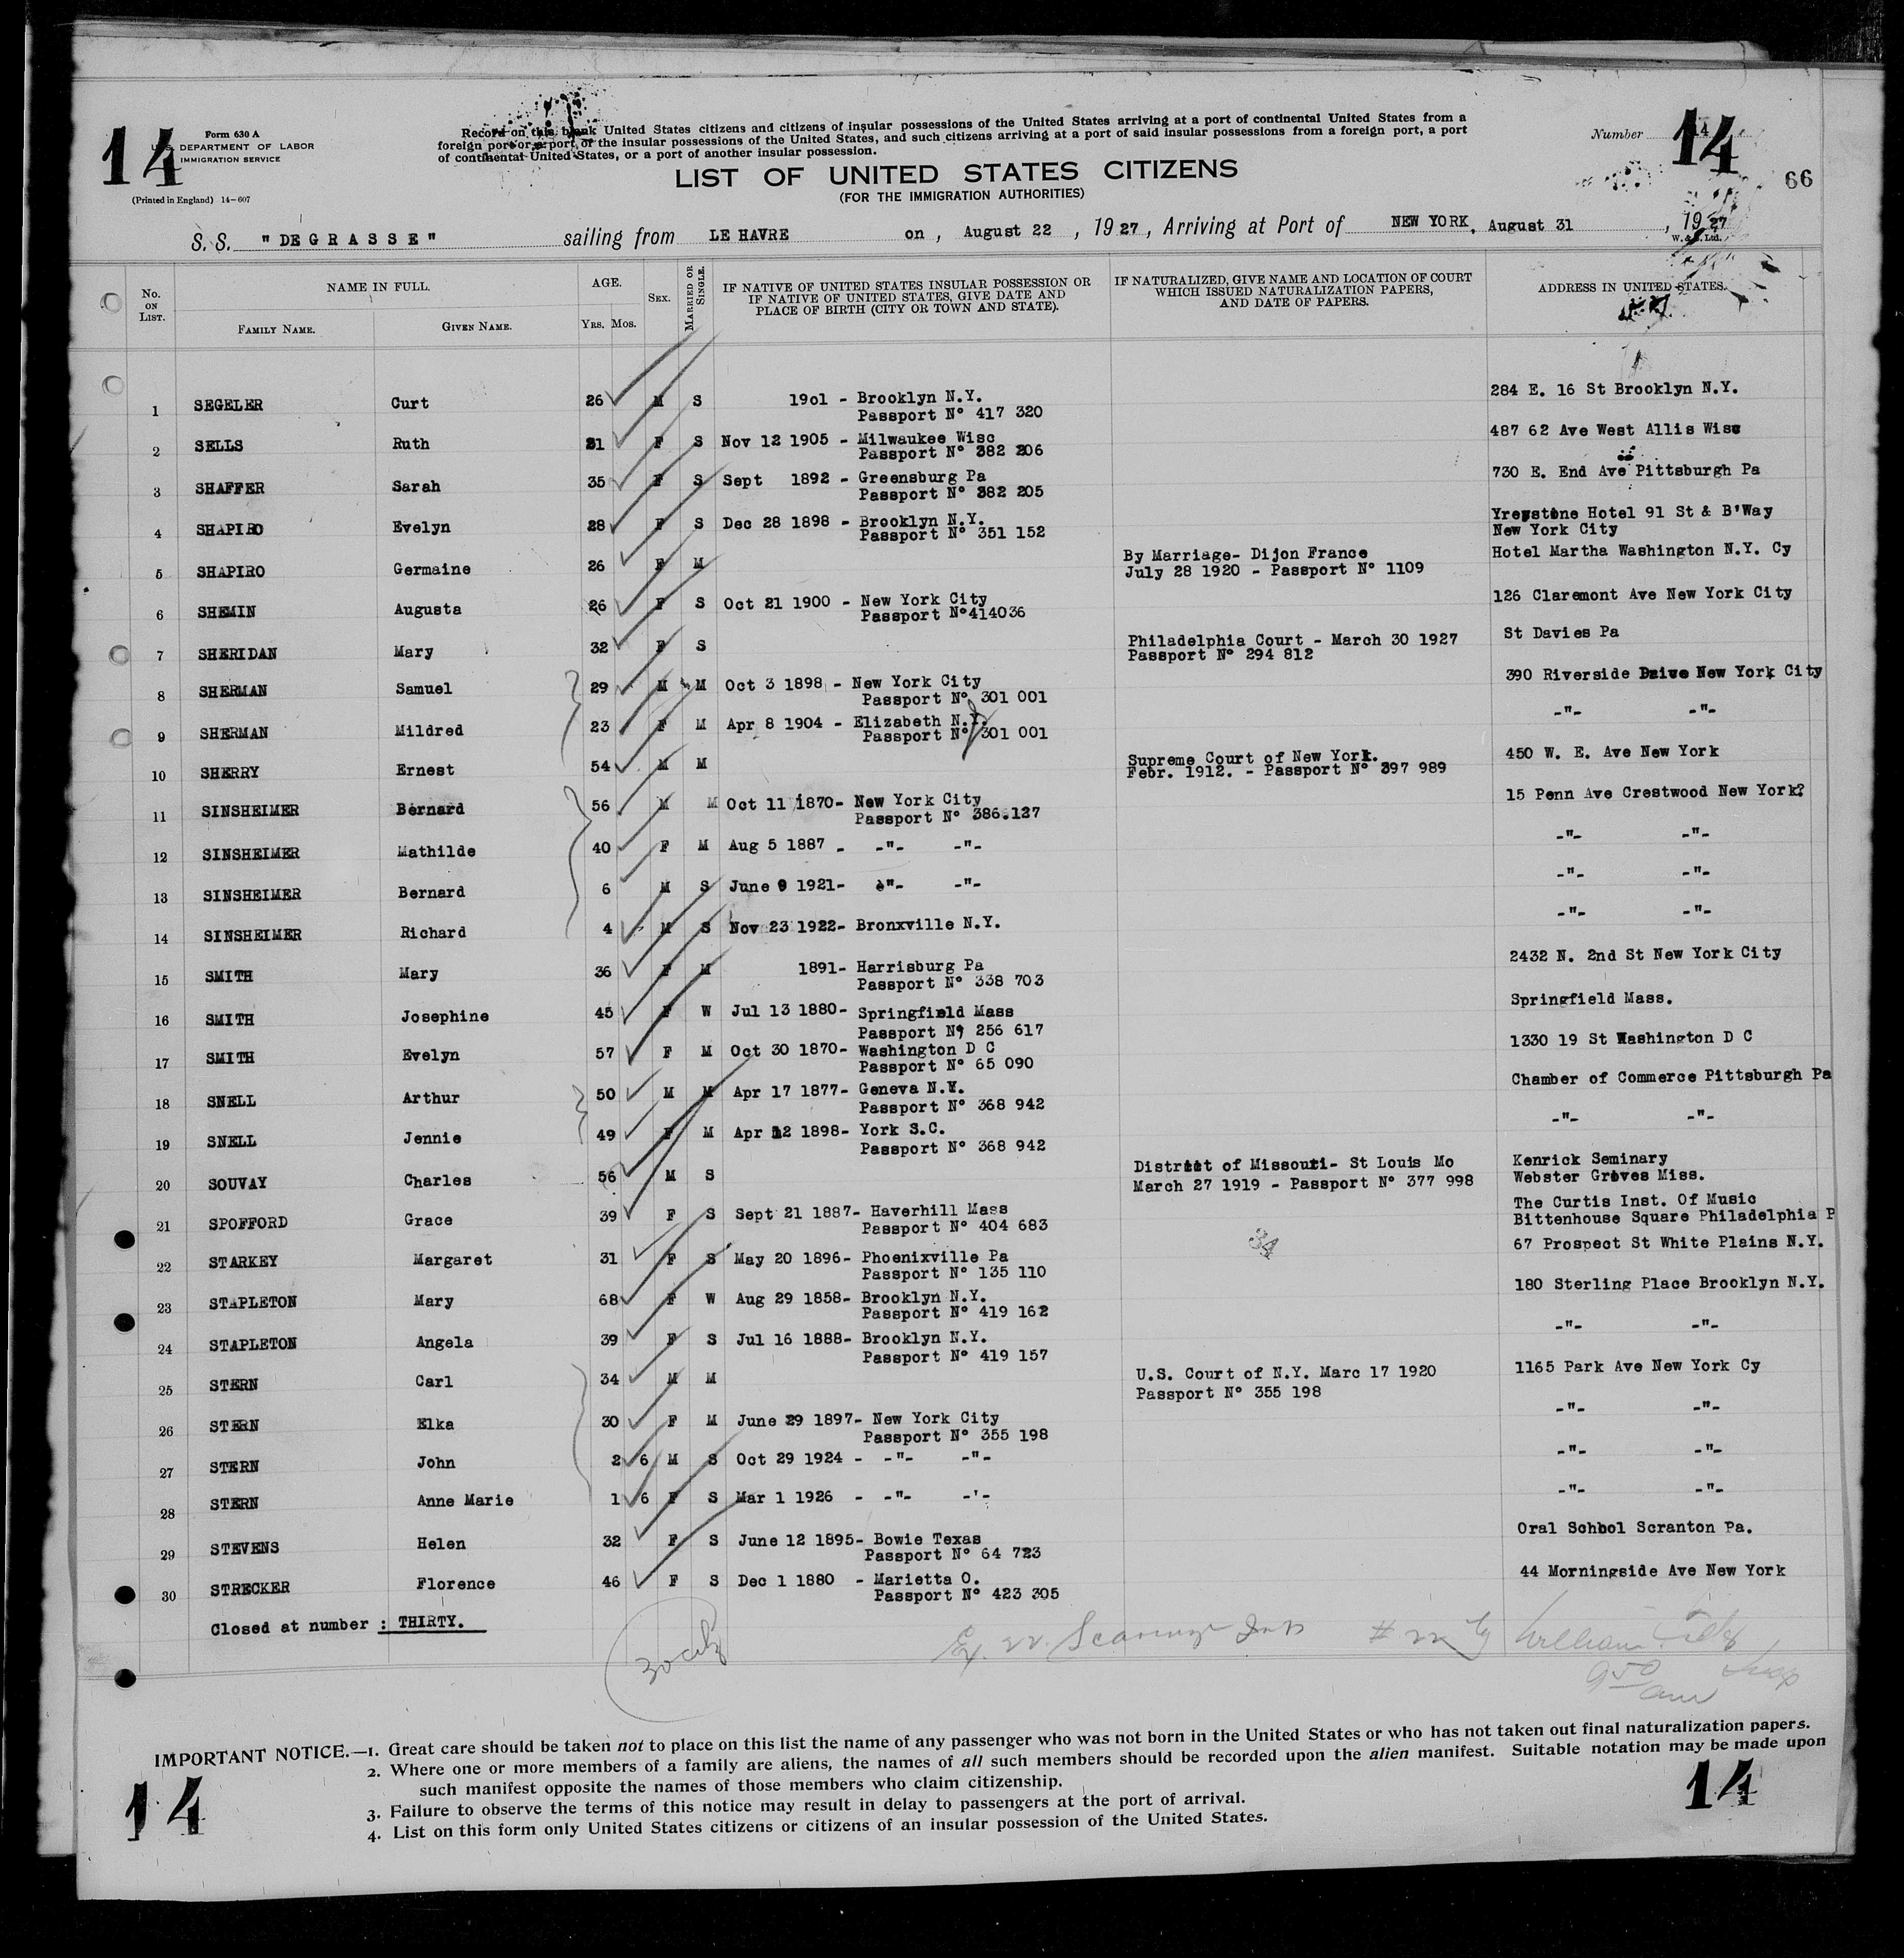 14
Form 630 A
U.S. DEPARTMENT OF LABOR
IMMIGRATION SERVICE
(Printed in England) 14-607
Record on this blank United States citizens and citizens of insular possessions of the United States arriving at a port of continental United States from a
foreign port or a port of the insular possessions of the United States, and such citizens arriving at a port of said insular possessions from a foreign port, a port
of continental United States, or a port of another insular possession.
Number 14
14
66
LIST OF UNITED STATES CITIZENS
(FOR THE IMMIGRATION AUTHORITIES)
S. S. "DEGRASSE" sailing from LE HAVRE on, August 22, 1927, Arriving at Port of NEW YORK, August 31, 1927
W. & S. Ltd.
No. ON LIST. NAME IN FULL. FAMILY NAME. GIVEN NAME. AGE. YRS. MOS. SEX. MARRIED OR SINGLE. IF NATIVE OF UNITED STATES INSULAR POSSESSION OR IF NATIVE OF UNITED STATES, GIVE DATE AND PLACE OF BIRTH (CITY OR TOWN AND STATE). IF NATURALIZED, GIVE NAME AND LOCATION OF COURT WHICH ISSUED NATURALIZATION PAPERS, AND DATE OF PAPERS. ADDRESS IN UNITED STATES.
1 SEGELER Curt 26 M S 19o1 - Brooklyn N.Y. 284 E. 16 St Brooklyn N.Y.
Passport N° 417 320
2 SELLS Ruth 21 F S Nov 12 1905 - Milwaukee Wisc 487 62 Ave West Allis Wisc
Passport N° 382 206
3 SHAFFER Sarah 35 F S Sept 1892 - Greensburg Pa 730 E. End Ave Pittsburgh Pa
Passport N° 382 205
4 SHAPIRO Evelyn 28 F S Dec 28 1898 - Brooklyn N.Y. Yreystone Hotel 91 St & B'Way
Passport N° 351 152 New York City
5 SHAPIRO Germaine 26 F M By Marriage- Dijon France Hotel Martha Washington N.Y. Cy
July 28 1920 - Passport N° 1109
6 SHEMIN Augusta 26 F S Oct 21 1900 - New York City 126 Claremont Ave New York City
Passport N°414036
7 SHERIDAN Mary 32 F S Philadelphia Court - March 30 1927 St Davies Pa
Passport N° 294 812
8 SHERMAN Samuel 29 M M Oct 3 1898 - New York City 390 Riverside Drive New York City
Passport N° 301 001
9 SHERMAN Mildred 23 F M Apr 8 1904 - Elizabeth N.J. -"- -"-
Passport N° 301 001
10 SHERRY Ernest 54 M M Supreme Court of New York. 450 W. E. Ave New York
Febr. 1912. - Passport N° 397 989
11 SINSHEIMER Bernard 56 M M Oct 11 1870- New York City 15 Penn Ave Crestwood New York?
Passport N° 386.127
12 SINSHEIMER Mathilde 40 F M Aug 5 1887 - -"- -"- -"- -"-
13 SINSHEIMER Bernard 6 M S June 9 1921- -"- -"- -"- -"-
14 SINSHEIMER Richard 4 M S Nov 23 1922- Bronxville N.Y. -"- -"-
15 SMITH Mary 36 F M 1891- Harrisburg Pa 2432 N. 2nd St New York City
Passport N° 338 703
16 SMITH Josephine 45 F W Jul 13 1880- Springfield Mass Springfield Mass.
Passport N° 256 617
17 SMITH Evelyn 57 F M Oct 30 1870- Washington D C 1330 19 St Washington D C
Passport N° 65 090
18 SNELL Arthur 50 M M Apr 17 1877- Geneva N.Y. Chamber of Commerce Pittsburgh Pa
Passport N° 368 942
19 SNELL Jennie 49 F M Apr 12 1898- York S.C. -"- -"-
Passport N° 368 942
20 SOUVAY Charles 56 M S District of Missouri- St Louis Mo Kenrick Seminary
March 27 1919 - Passport N° 377 998 Webster Groves Miss.
21 SPOFFORD Grace 39 F S Sept 21 1887- Haverhill Mass The Curtis Inst. Of Music
Passport N° 404 683 34 Bittenhouse Square Philadelphia P
22 STARKEY Margaret 31 F S May 20 1896- Phoenixville Pa 67 Prospect St White Plains N.Y.
Passport N° 135 110
23 STAPLETON Mary 68 F W Aug 29 1858- Brooklyn N.Y. 180 Sterling Place Brooklyn N.Y.
Passport N° 419 162
24 STAPLETON Angela 39 F S Jul 16 1888- Brooklyn N.Y. -"- -"-
Passport N° 419 157
25 STERN Carl 34 M M U.S. Court of N.Y. Marc 17 1920 1165 Park Ave New York Cy
Passport N° 355 198
26 STERN Elka 30 F M June 29 1897- New York City -"- -"-
Passport N° 355 198
27 STERN John 2 6 M S Oct 29 1924 - -"- -"- -"- -"-
28 STERN Anne Marie 1 6 F S Mar 1 1926 - -"- -'- -"- -"-
29 STEVENS Helen 32 F S June 12 1895- Bowie Texas Oral School Scranton Pa.
Passport N° 64 723
30 STRECKER Florence 46 F S Dec 1 1880 - Marietta O. 44 Morningside Ave New York
Passport N° 423 305
Closed at number : THIRTY.
IMPORTANT NOTICE.—1. Great care should be taken not to place on this list the name of any passenger who was not born in the United States or who has not taken out final naturalization papers.
2. Where one or more members of a family are aliens, the names of all such members should be recorded upon the alien manifest. Suitable notation may be made upon
such manifest opposite the names of those members who claim citizenship.
3. Failure to observe the terms of this notice may result in delay to passengers at the port of arrival.
4. List on this form only United States citizens or citizens of an insular possession of the United States.
14
14